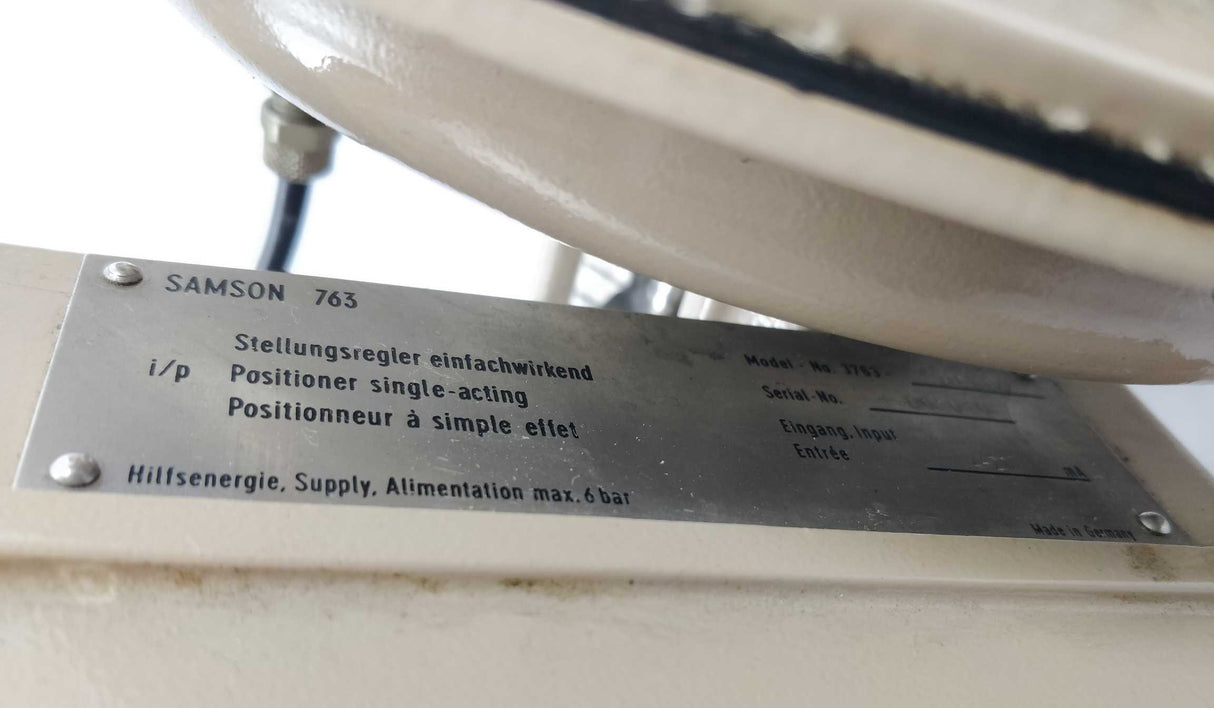 SAMSON 763
Stellungsregler einfachwirkend
i/p Positioner single-acting
Positionneur à simple effet
Hilfsenergie, Supply, Alimentation max. 6 bar
Model - No. 3763 -
Serial-No.
Eingang, Input
Entrée mA
Made in Germany